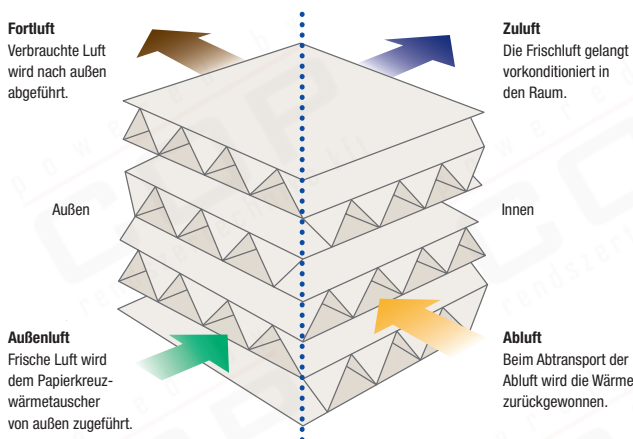 Fortluft
Verbrauchte Luft
wird nach außen
abgeführt.
Zuluft
Die Frischluft gelangt
vorkonditioniert in
den Raum.
Außen
Innen
Außenluft
Frische Luft wird
dem Papierkreuz-
wärmetauscher
von außen zugeführt.
Abluft
Beim Abtransport der
Abluft wird die Wärme
zurückgewonnen.